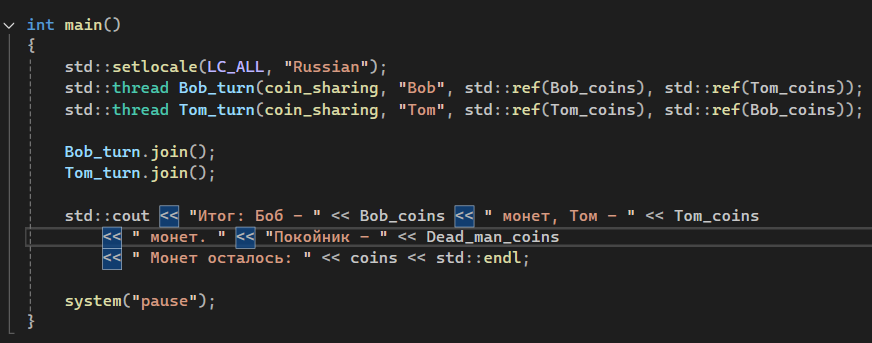 int main()
{
std::setlocale(LC_ALL, "Russian");
std::thread Bob_turn(coin_sharing, "Bob", std::ref(Bob_coins), std::ref(Tom_coins));
std::thread Tom_turn(coin_sharing, "Tom", std::ref(Tom_coins), std::ref(Bob_coins));
Bob_turn.join();
Tom_turn.join();
std::cout << "Итог: Боб - " << Bob_coins << " монет, Том - " << Tom_coins
<< " монет. " << "Покойник - " << Dead_man_coins
<< " Монет осталось: " << coins << std::endl;
system("pause");
}